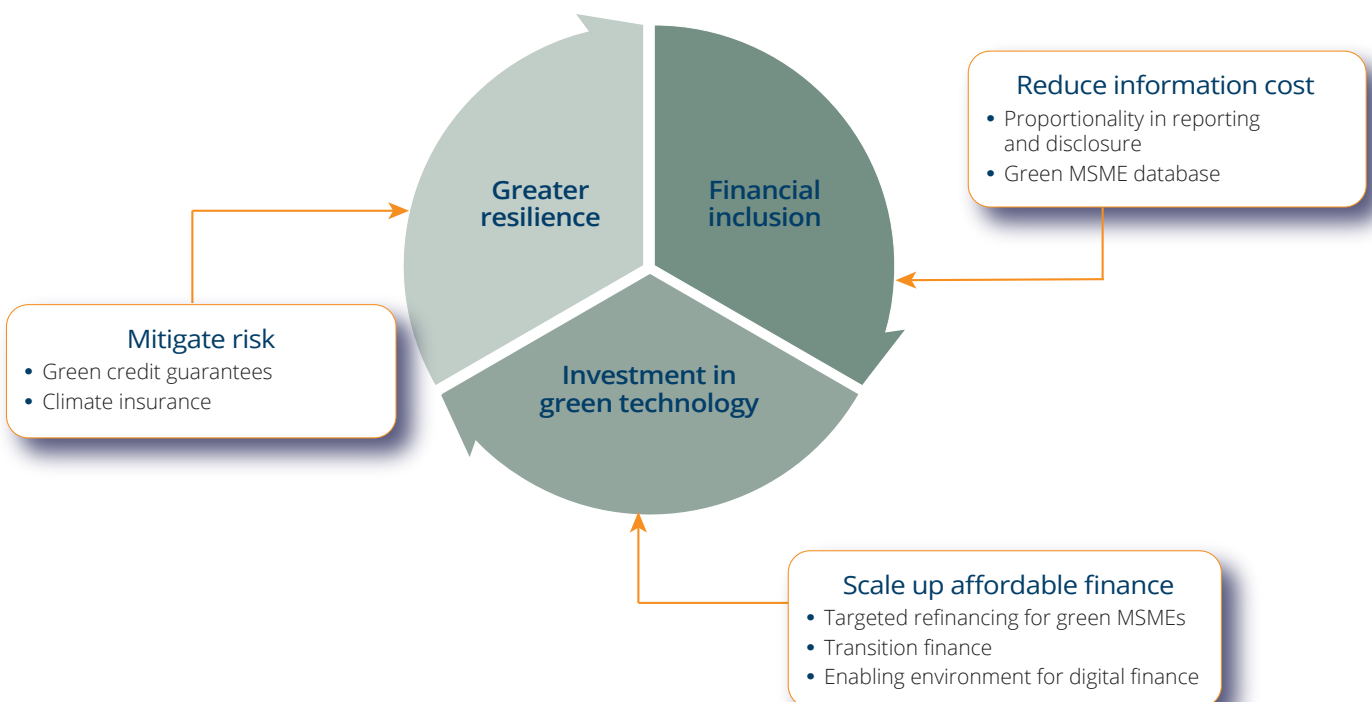 Greater
resilience
Financial
inclusion
Investment in
green technology
Reduce information cost
• Proportionality in reporting
and disclosure
• Green MSME database
Mitigate risk
• Green credit guarantees
• Climate insurance
Scale up affordable finance
• Targeted refinancing for green MSMEs
• Transition finance
• Enabling environment for digital finance